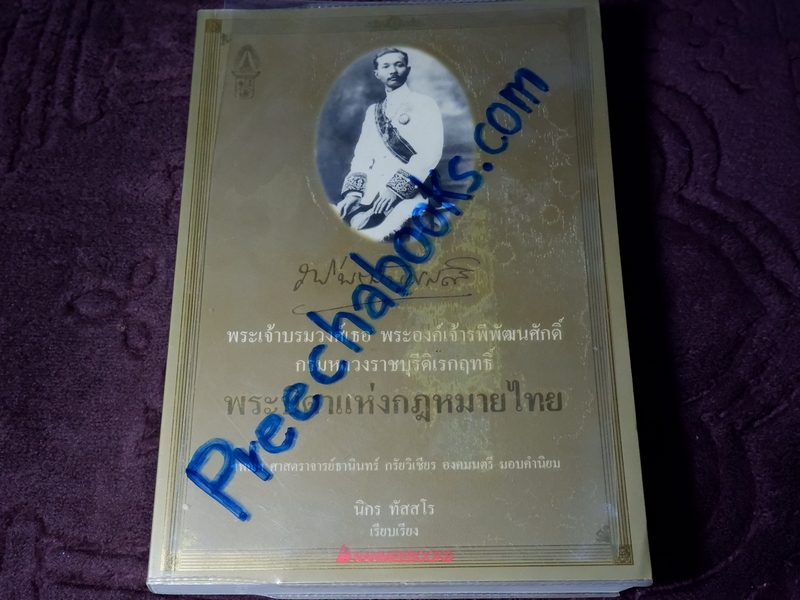 พระเจ้าบรมวงศ์เธอ พระองค์เจ้ารพีพัฒนศักดิ์
กรมหลวงราชบุรีดิเรกฤทธิ์
พระบิดาแห่งกฎหมายไทย
ศาสตราจารย์ธานินทร์ กรัยวิเชียร องคมนตรี มอบคำนิยม
นิกร ทัสสโร
เรียบเรียง
NANMEEBOOKS
Preechabooks.com